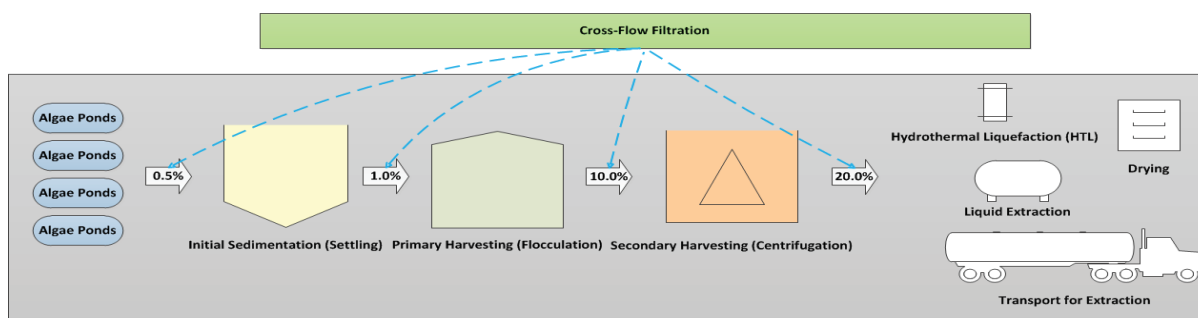 Cross-Flow Filtration
Algae Ponds
Algae Ponds
Algae Ponds
Algae Ponds
0.5%
1.0%
10.0%
20.0%
Initial Sedimentation (Settling)
Primary Harvesting (Flocculation)
Secondary Harvesting (Centrifugation)
Hydrothermal Liquefaction (HTL)
Drying
Liquid Extraction
Transport for Extraction